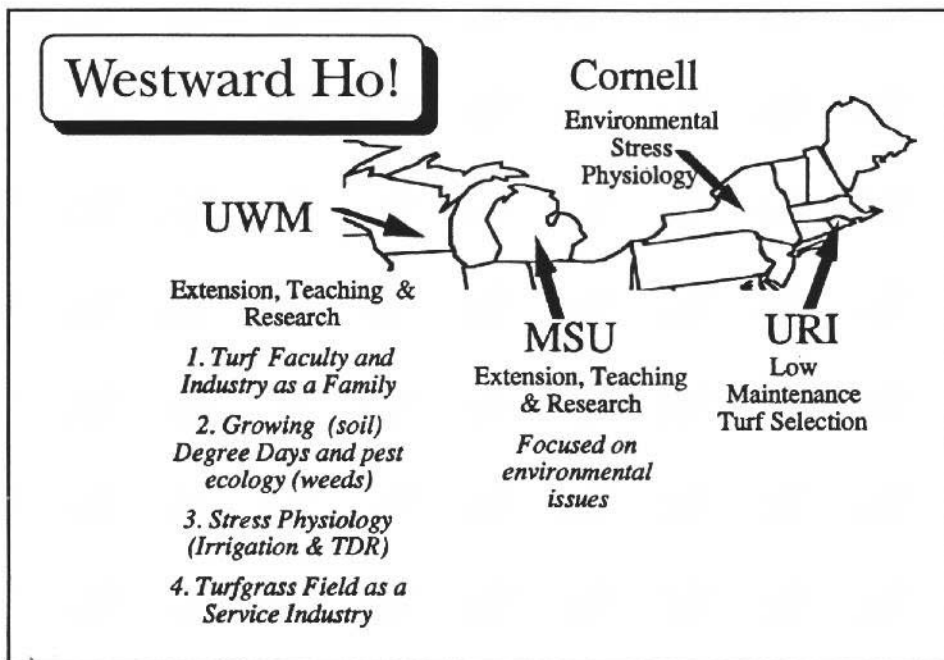 Westward Ho!
Cornell
Environmental
Stress
Physiology
UWM
Extension, Teaching &
Research
1. Turf Faculty and
Industry as a Family
2. Growing (soil)
Degree Days and pest
ecology (weeds)
3. Stress Physiology
(Irrigation & TDR)
4. Turfgrass Field as a
Service Industry
MSU
Extension, Teaching
& Research
Focused on
environmental
issues
URI
Low
Maintenance
Turf Selection